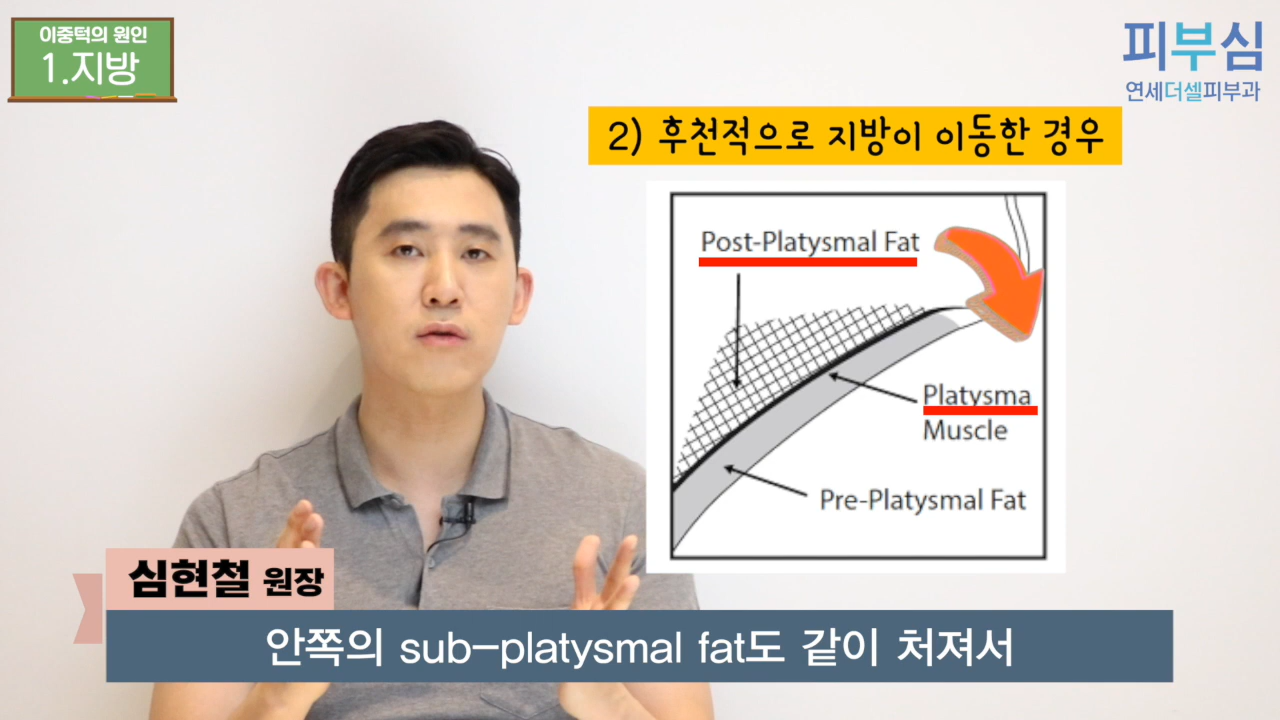 이중턱의 원인
1.지방
피부심
연세더셀피부과
2) 후천적으로 지방이 이동한 경우
Post-Platysmal Fat
Platysma
Muscle
Pre-Platysmal Fat
심현철 원장
안쪽의 sub-platysmal fat도 같이 처져서